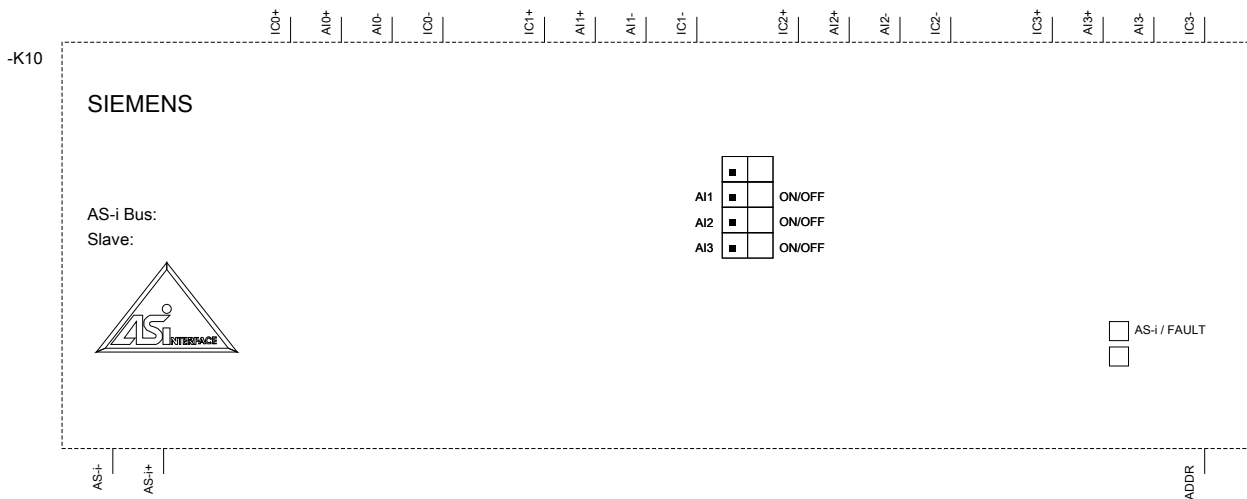 IC0+ AI0+ AI0- IC0- IC1+ AI1+ AI1- IC1- IC2+ AI2+ AI2- IC2- IC3+ AI3+ AI3- IC3-
-K10
SIEMENS
AI1 ON/OFF
AS-i Bus:
AI2 ON/OFF
Slave:
AI3 ON/OFF
ASi INTERFACE
AS-i / FAULT
AS-i- AS-i+ ADDR